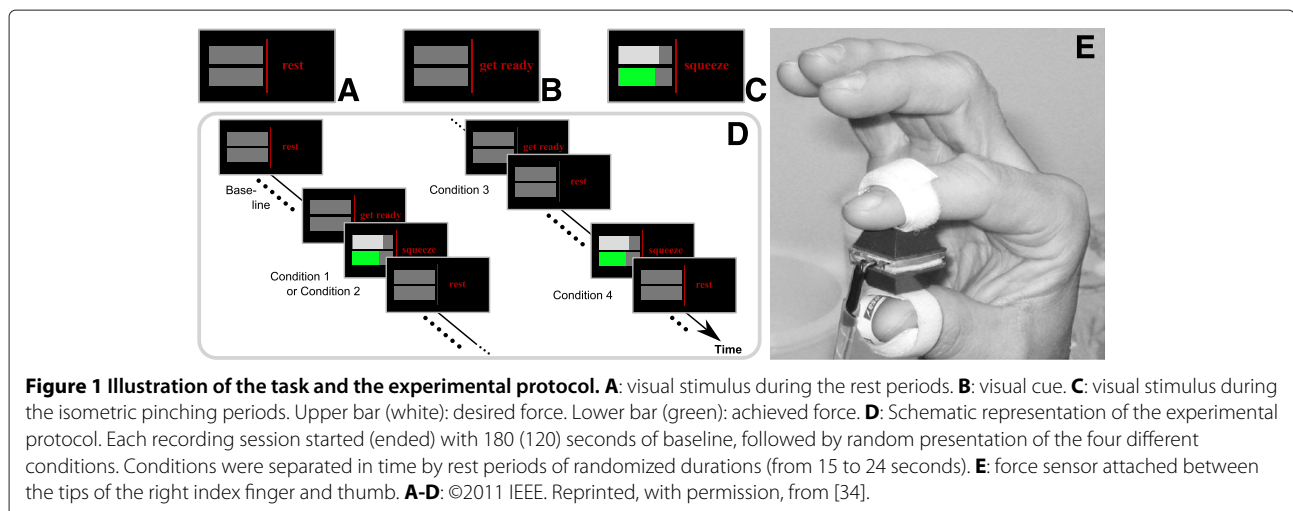 rest
A
get ready
B
squeeze
C
E
D
rest
Base-
line
get ready
squeeze
Condition 1
or Condition 2
rest
get ready
Condition 3
rest
squeeze
Condition 4
rest
Time
Figure 1 Illustration of the task and the experimental protocol. A: visual stimulus during the rest periods. B: visual cue. C: visual stimulus during
the isometric pinching periods. Upper bar (white): desired force. Lower bar (green): achieved force. D: Schematic representation of the experimental
protocol. Each recording session started (ended) with 180 (120) seconds of baseline, followed by random presentation of the four different
conditions. Conditions were separated in time by rest periods of randomized durations (from 15 to 24 seconds). E: force sensor attached between
the tips of the right index finger and thumb. A-D: ©2011 IEEE. Reprinted, with permission, from [34].